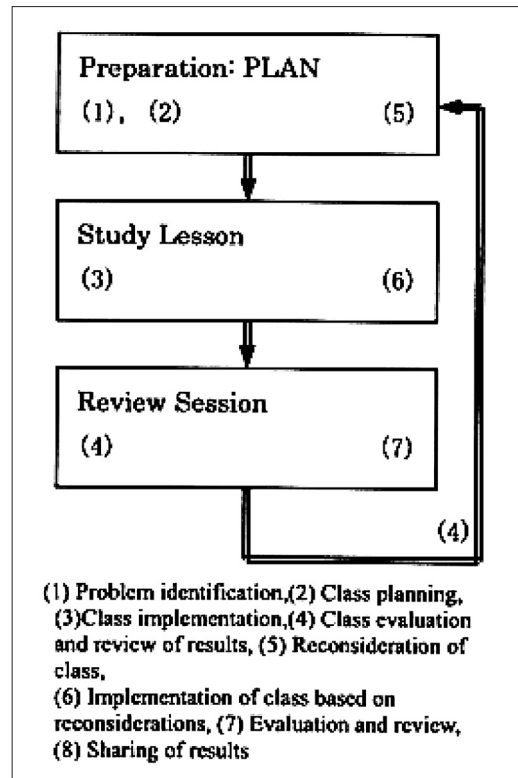 Preparation: PLAN
(1), (2) (5)
Study Lesson
(3) (6)
Review Session
(4) (7)
(4)
(1) Problem identification,(2) Class planning,
(3)Class implementation,(4) Class evaluation
and review of results, (5) Reconsideration of
class,
(6) Implementation of class based on
reconsiderations, (7) Evaluation and review,
(8) Sharing of results